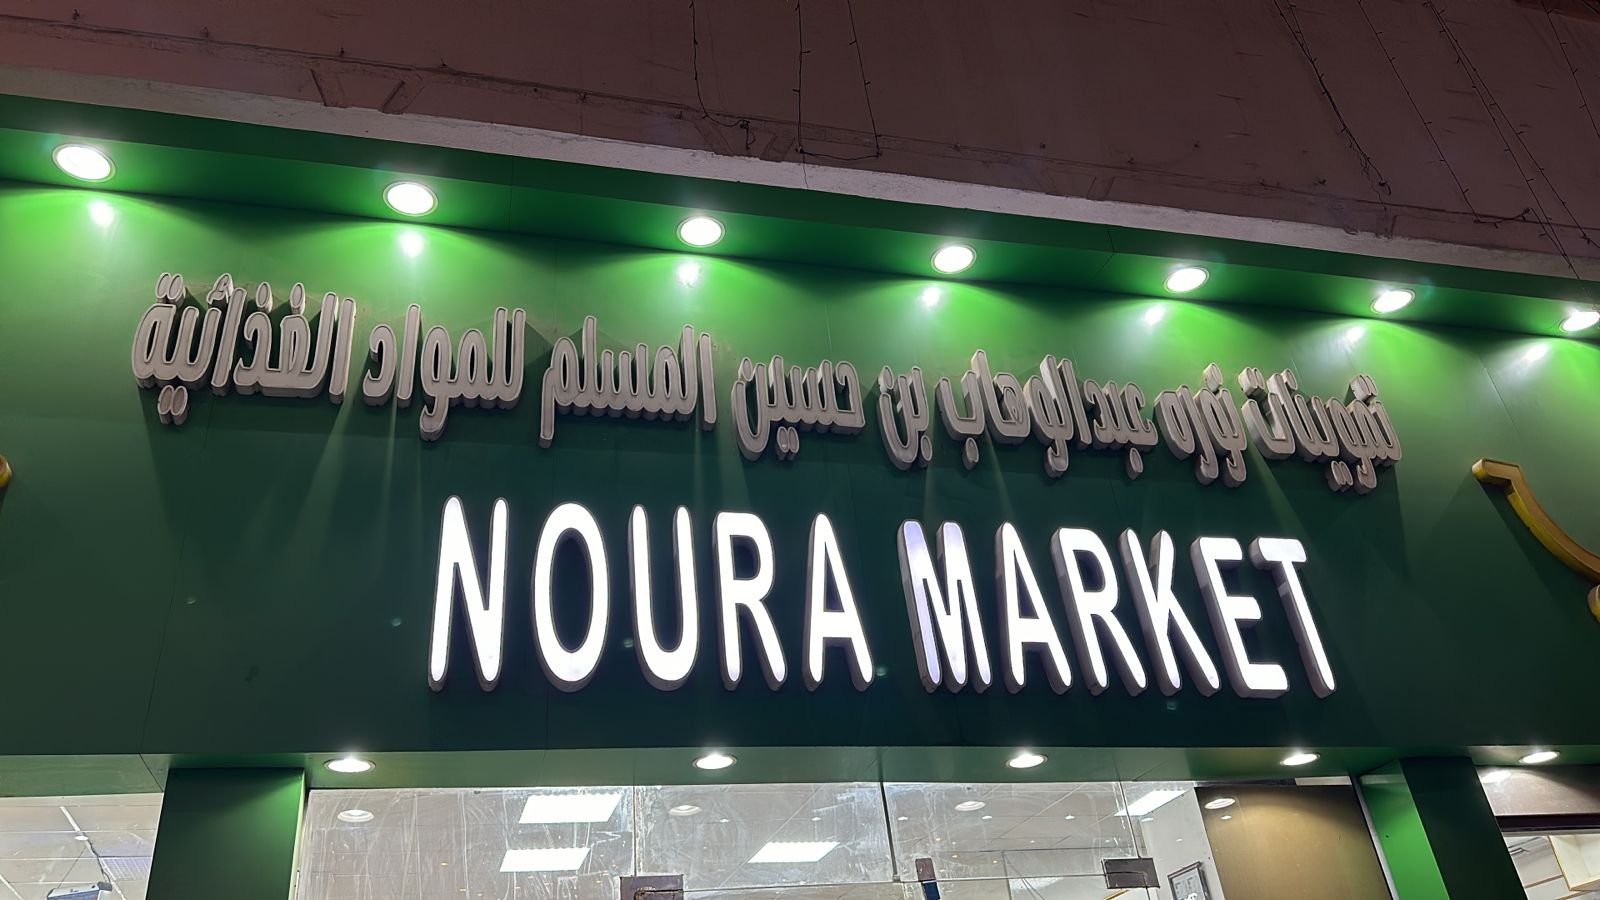 تموينات نوره عبدالوهاب بن حسين المسلم للمواد الغذائية
NOURA MARKET